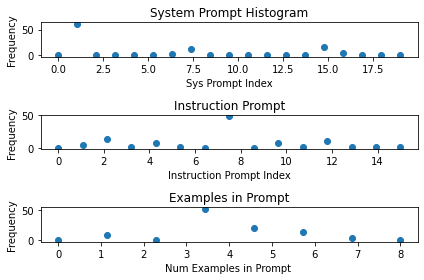 System Prompt Histogram
50
0
Frequency
0.0 2.5 5.0 7.5 10.0 12.5 15.0 17.5
Sys Prompt Index
Instruction Prompt
50
0
Frequency
0 2 4 6 8 10 12 14
Instruction Prompt Index
Examples in Prompt
50
0
Frequency
0 1 2 3 4 5 6 7 8
Num Examples in Prompt